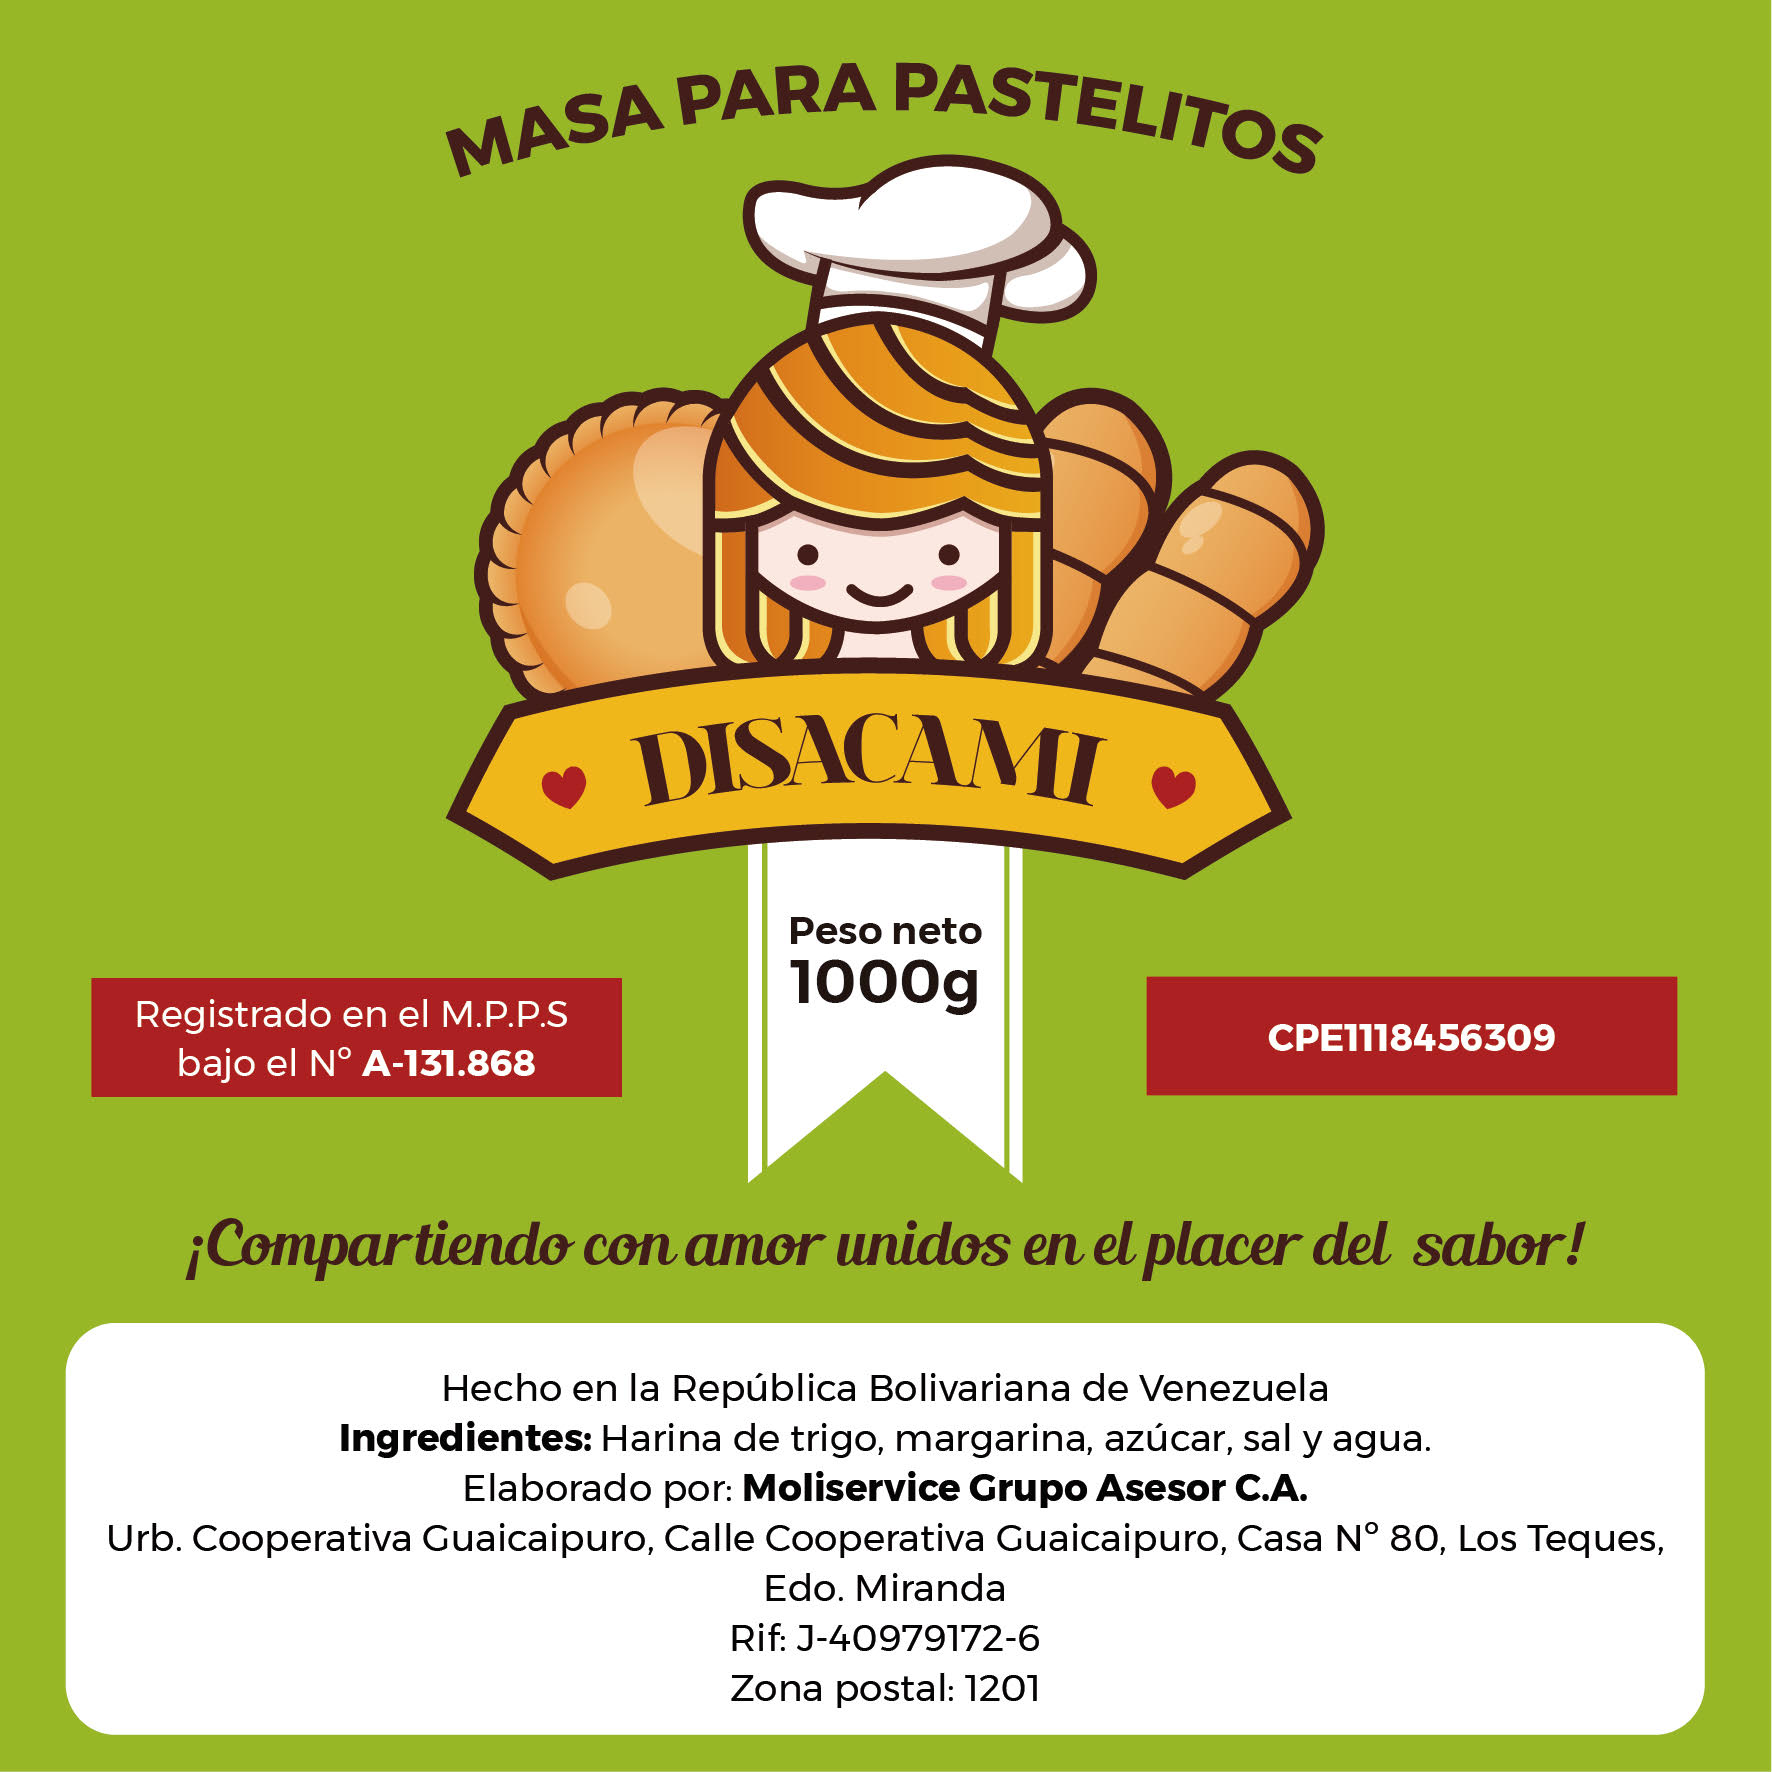 MASA PARA PASTELITOS
DISACAMI
Peso neto
1000g
Registrado en el M.P.P.S
bajo el N° A-131.868
CPE1118456309
¡Compartiendo con amor unidos en el placer del sabor!
Hecho en la República Bolivariana de Venezuela
Ingredientes: Harina de trigo, margarina, azúcar, sal y agua.
Elaborado por: Moliservice Grupo Asesor C.A.
Urb. Cooperativa Guaicaipuro, Calle Cooperativa Guaicaipuro, Casa N° 80, Los Teques,
Edo. Miranda
Rif: J-40979172-6
Zona postal: 1201